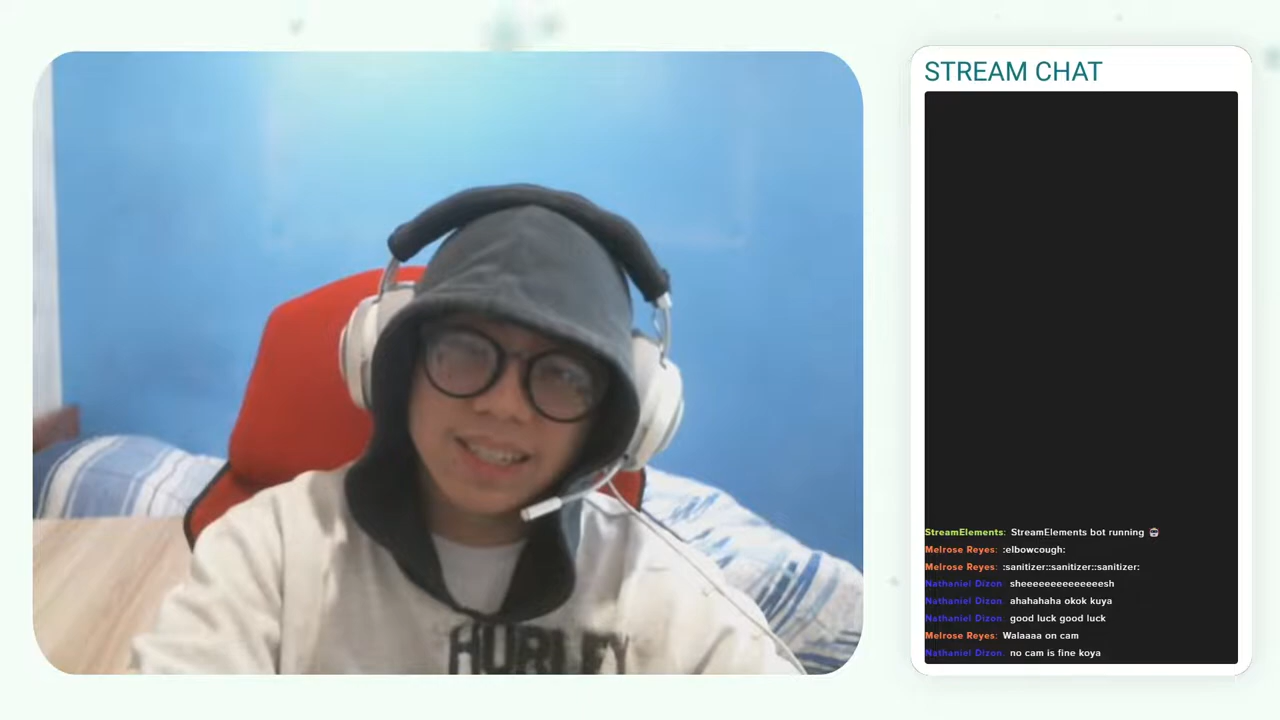 STREAM CHAT
StreamElements: StreamElements bot running
Melrose Reyes: :elbowcough:
Melrose Reyes: :sanitizer::sanitizer::sanitizer:
Nathaniel Dizon: sheeeeeeeeeeeeeesh
Nathaniel Dizon: ahahahaha okok kuya
Nathaniel Dizon: good luck good luck
Melrose Reyes: Walaaaa on cam
Nathaniel Dizon: no cam is fine koya
HURLEY